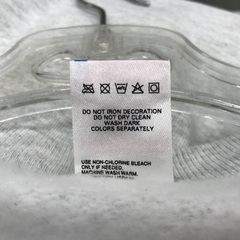 DO NOT IRON DECORATION
DO NOT DRY CLEAN
WASH DARK
COLORS SEPARATELY
USE NON-CHLORINE BLEACH
ONLY IF NEEDED.
MACHINE WASH WARM.